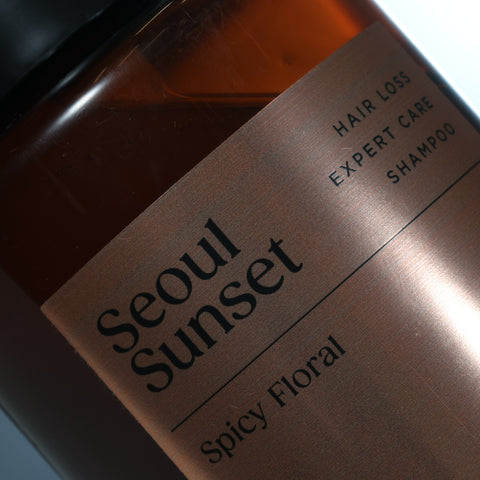 HAIR LOSS
EXPERT CARE
SHAMPOO
Seoul
Sunset
Spicy Floral